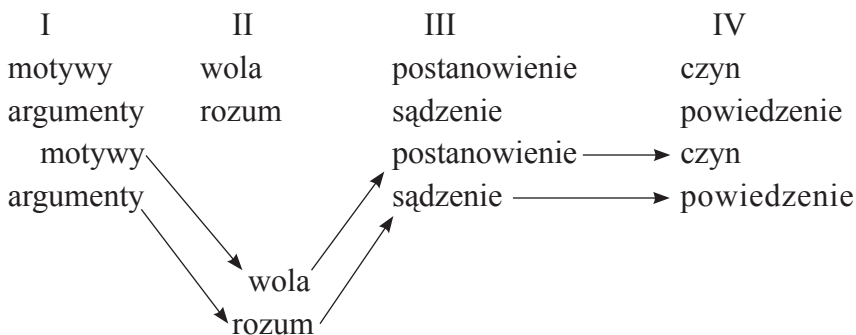 I II III IV
motywy wola postanowienie czyn
argumenty rozum sądzenie powiedzenie
motywy postanowienie czyn
argumenty sądzenie powiedzenie
wola
rozum